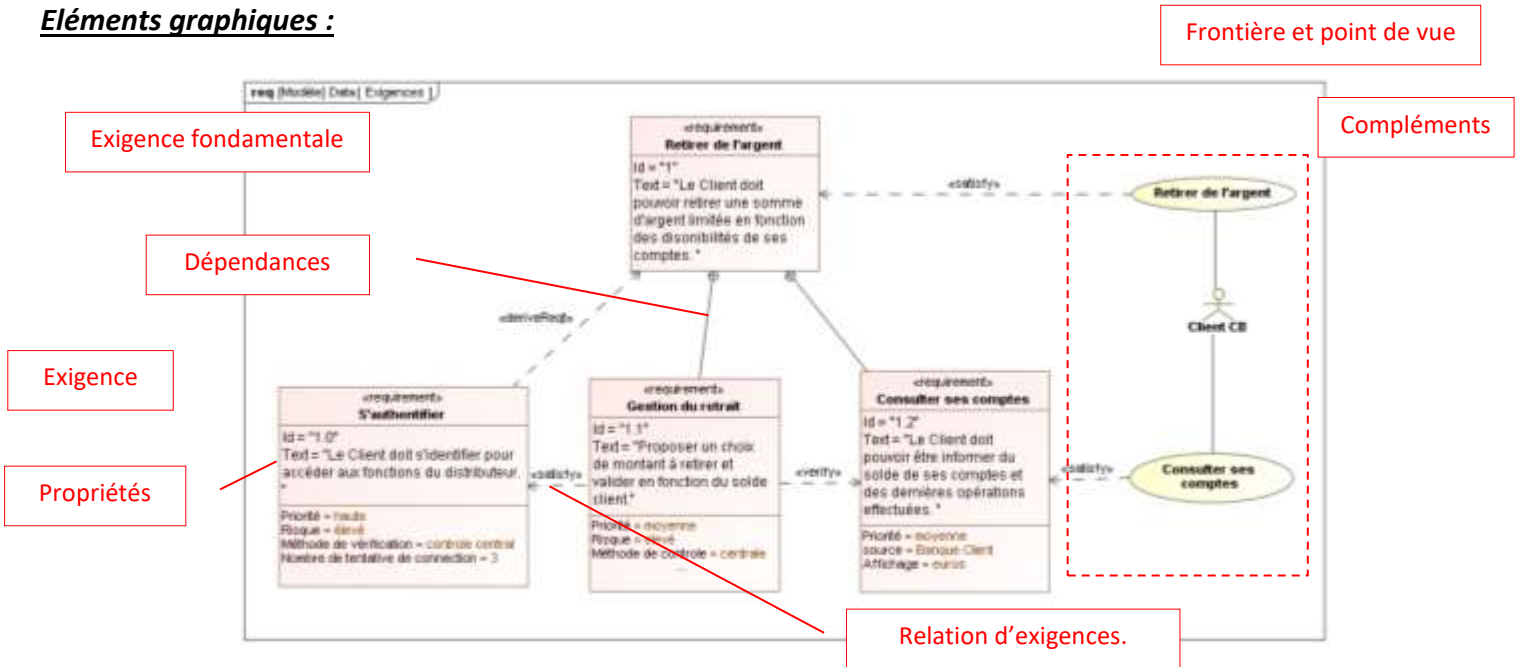 Eléments graphiques :
Frontière et point de vue
req [Modèle] Data[ Exigences ]
Compléments
Exigence fondamentale
«requirement»
Retirer de l'argent
Id = "1"
Text = "Le Client doit
pouvoir retirer une somme
d'argent limitée en fonction
des disonibilités de ses
comptes. "
«satisfy»
Retirer de l'argent
Dépendances
«deriveReqt»
Client CB
Exigence
«requirement»
S'authentifier
Id = "1.0"
Text = "Le Client doit s'identifier pour
accéder aux fonctions du distributeur.
"
Priorité = haute
Risque = élevé
Méthode de vérification = controle central
Nombre de tentative de connection = 3
«satisfy»
«requirement»
Gestion du retrait
Id = "1.1"
Text = "Proposer un choix
de montant à retirer et
valider en fonction du solde
client."
Priorité = moyenne
Risque = elevé
Méthode de controle = centrale
...
«verify»
«requirement»
Consulter ses comptes
Id = "1.2"
Text = "Le Client doit
pouvoir être informer du
solde de ses comptes et
des dernières opérations
effectuées. "
Priorité = moyenne
source = Banque Client
Affichage = euros
«satisfy»
Consulter ses
comptes
Propriétés
Relation d'exigences.